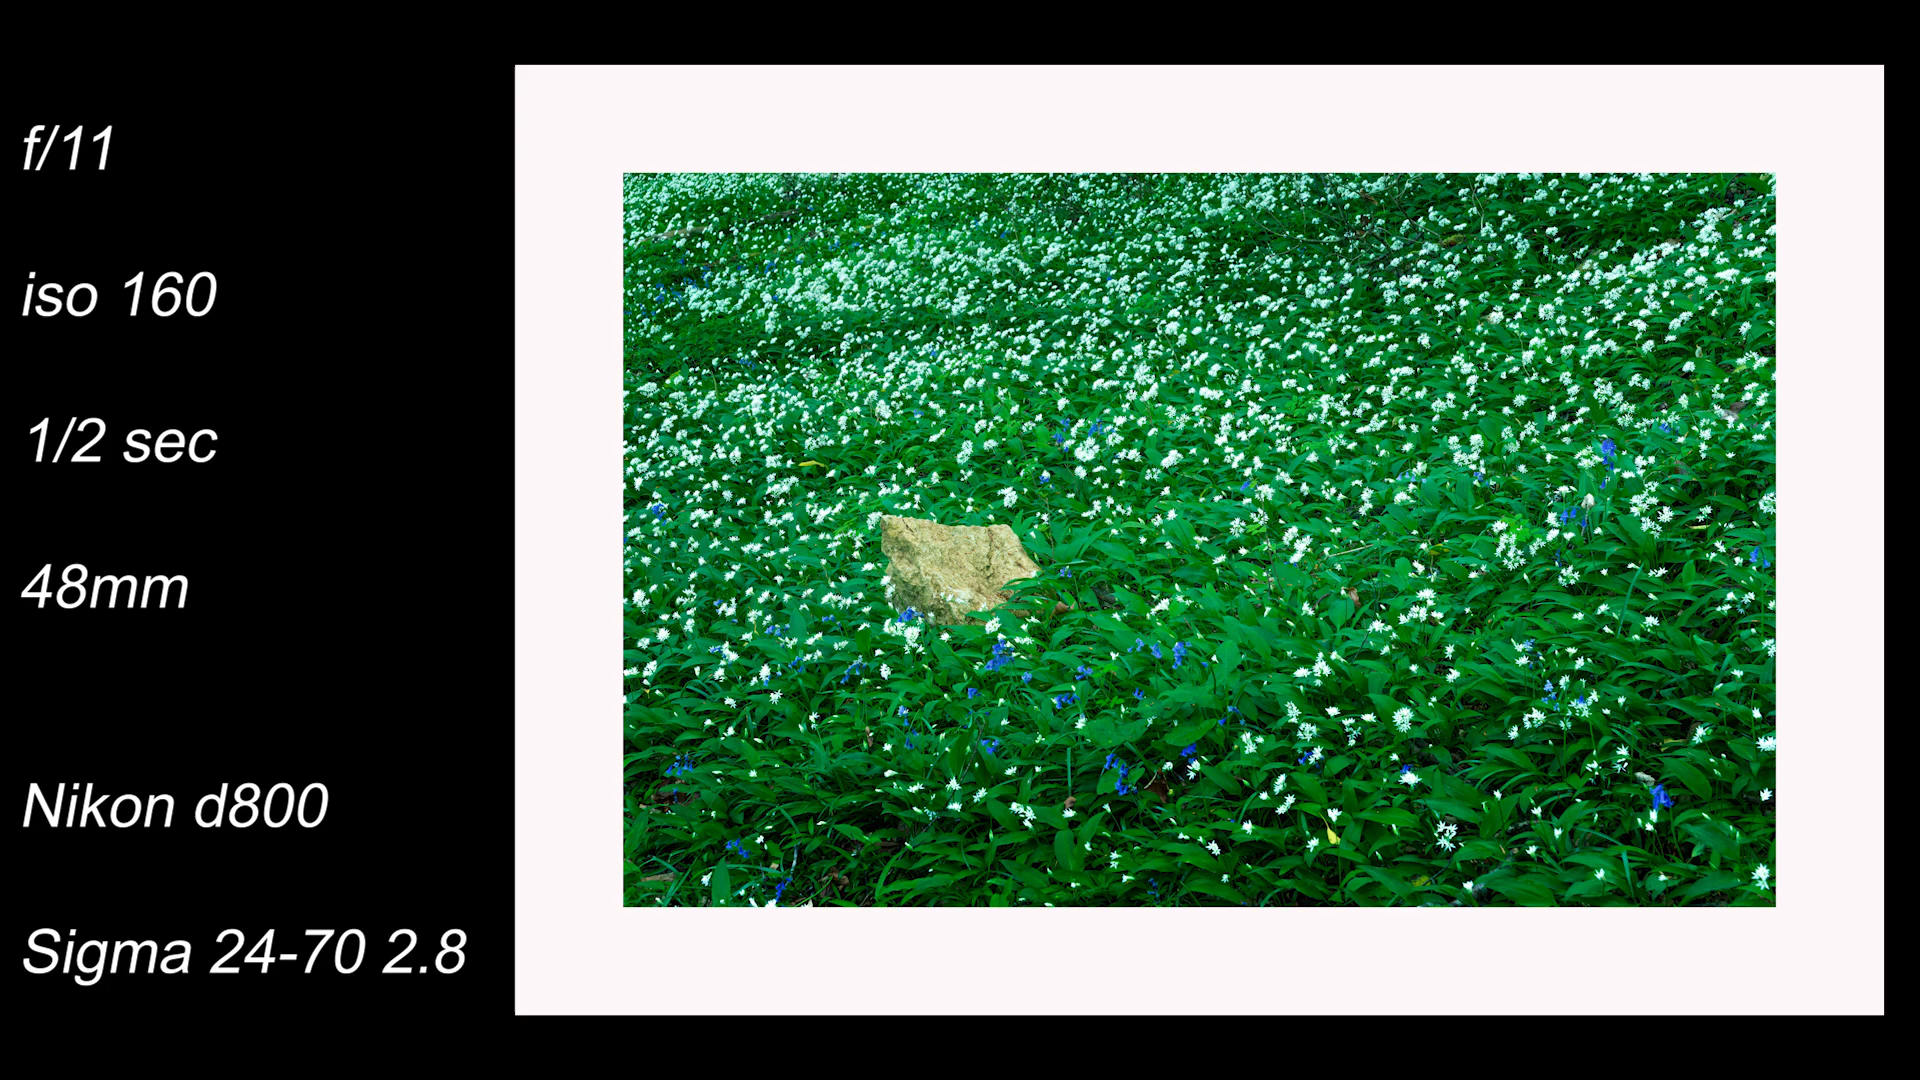 f/11
iso 160
1/2 sec
48mm
Nikon d800
Sigma 24-70 2.8